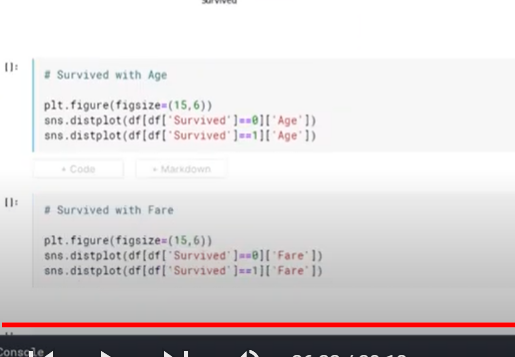 Survived
[]:
# Survived with Age
plt.figure(figsize=(15,6))
sns.distplot(df[df['Survived']==0]['Age'])
sns.distplot(df[df['Survived']==1]['Age'])
+ Code
+ Markdown
[]:
# Survived with Fare
plt.figure(figsize=(15,6))
sns.distplot(df[df['Survived']==0]['Fare'])
sns.distplot(df[df['Survived']==1]['Fare'])
Console